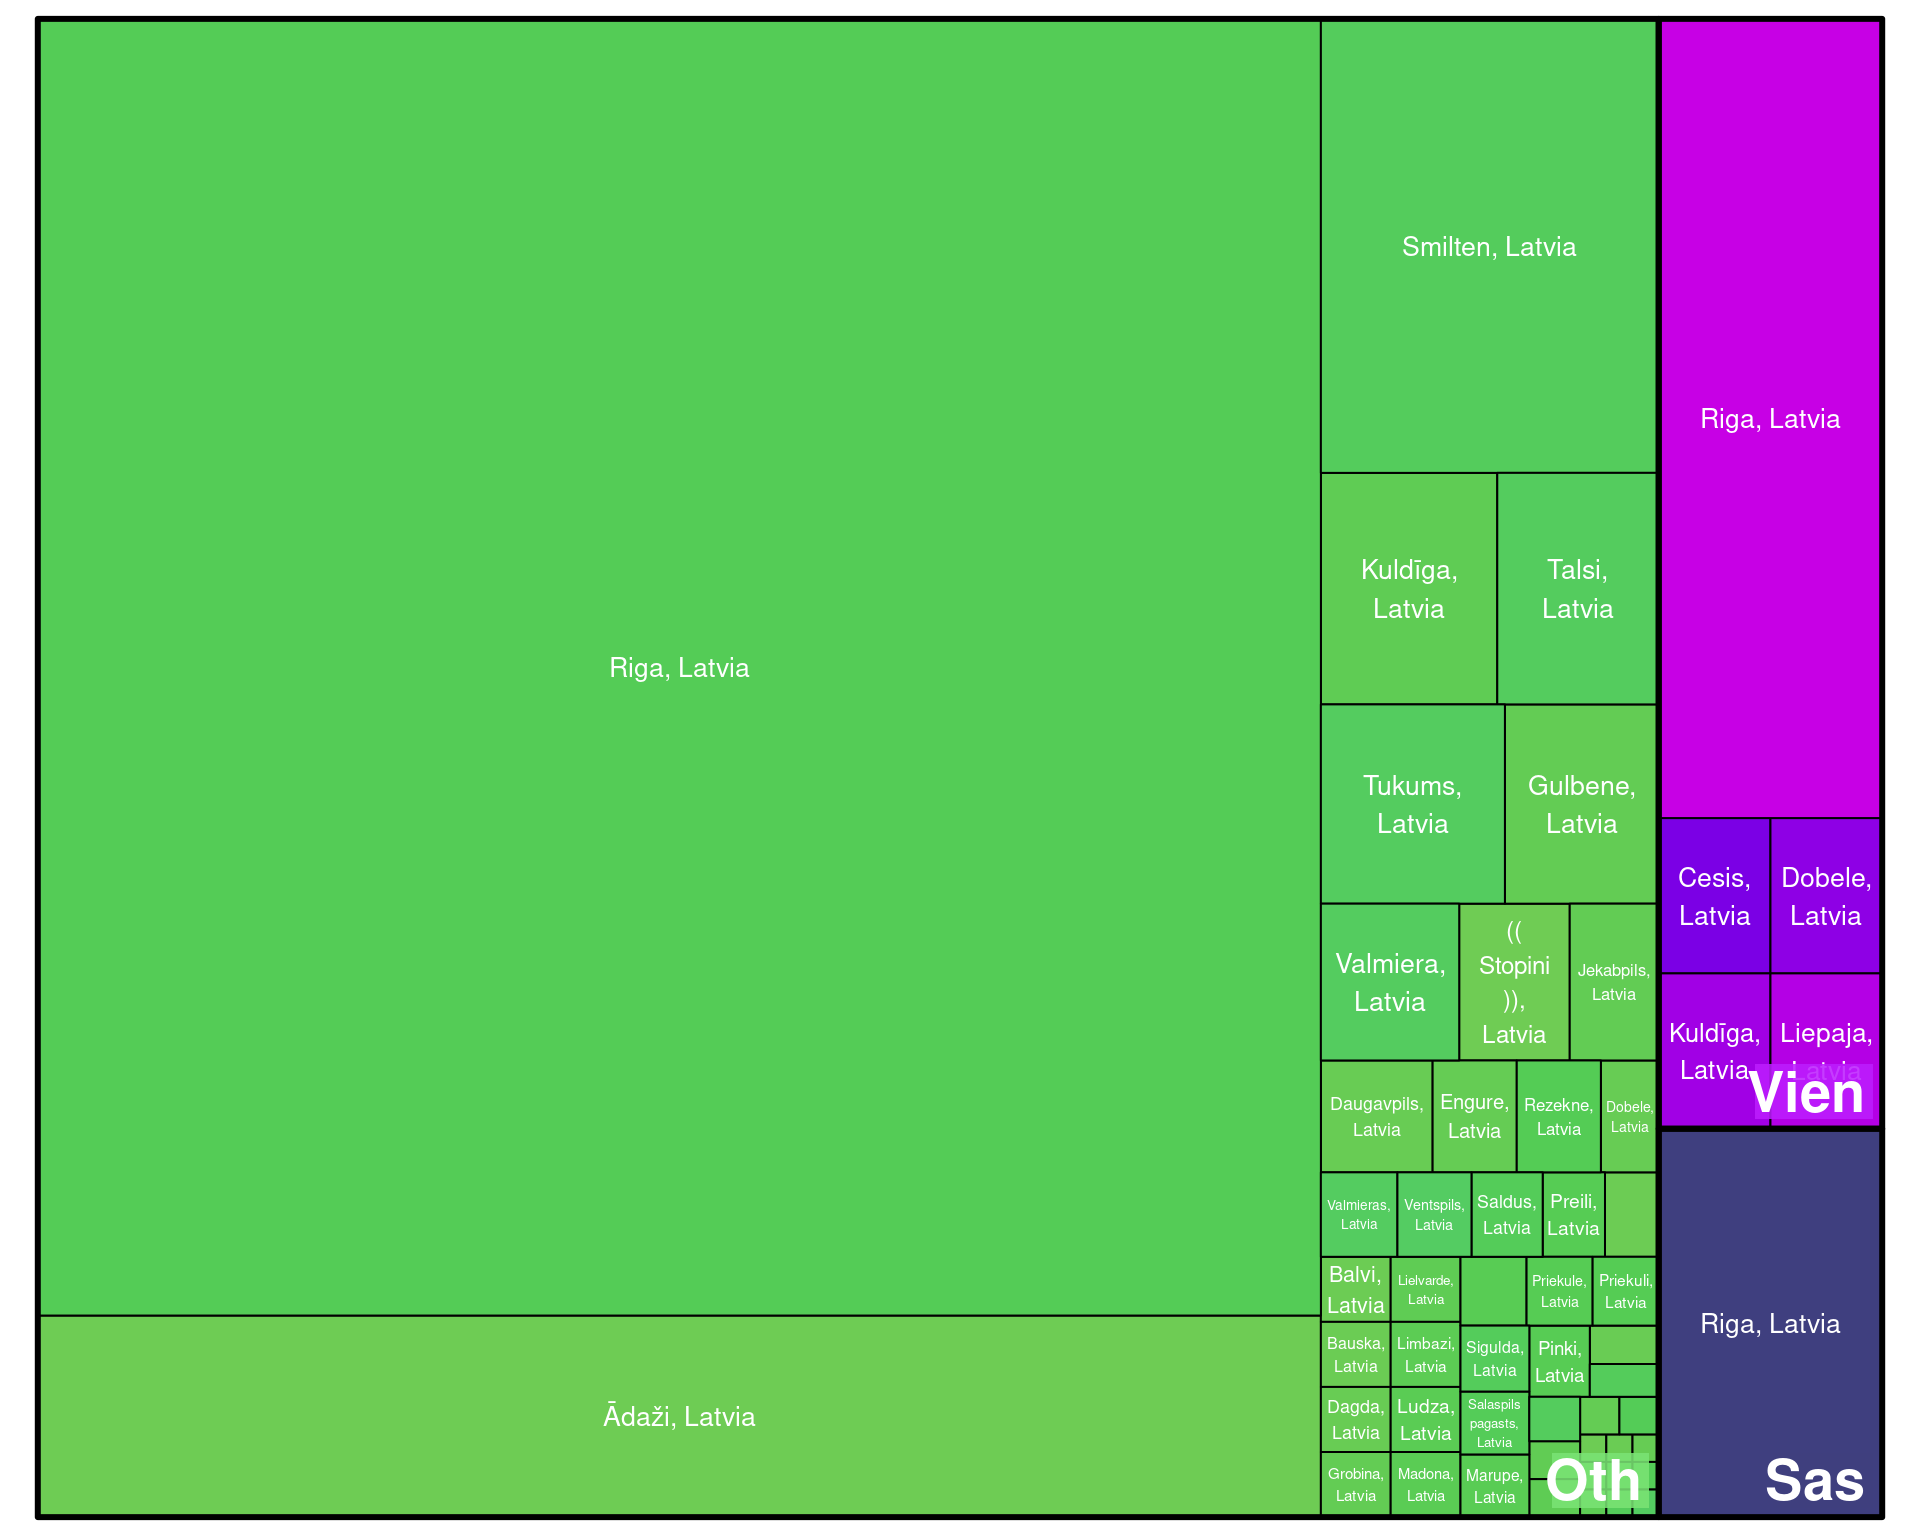 Riga, Latvia
Ādaži, Latvia
Smilten, Latvia
Kuldīga,
Latvia
Talsi,
Latvia
Tukums,
Latvia
Gulbene,
Latvia
Valmiera,
Latvia
((
Stopini
)),
Latvia
Jekabpils,
Latvia
Daugavpils,
Latvia
Engure,
Latvia
Rezekne,
Latvia
Dobele,
Latvia
Valmieras,
Latvia
Ventspils,
Latvia
Saldus,
Latvia
Preili,
Latvia
Balvi,
Latvia
Lielvarde,
Latvia
Priekule,
Latvia
Priekuli,
Latvia
Bauska,
Latvia
Limbazi,
Latvia
Sigulda,
Latvia
Pinki,
Latvia
Dagda,
Latvia
Ludza,
Latvia
Salaspils
pagasts,
Latvia
Grobina,
Latvia
Madona,
Latvia
Marupe,
Latvia
Oth
Riga, Latvia
Cesis,
Latvia
Dobele,
Latvia
Kuldīga,
Latvia
Liepaja,
Latvia
Vien
Riga, Latvia
Sas